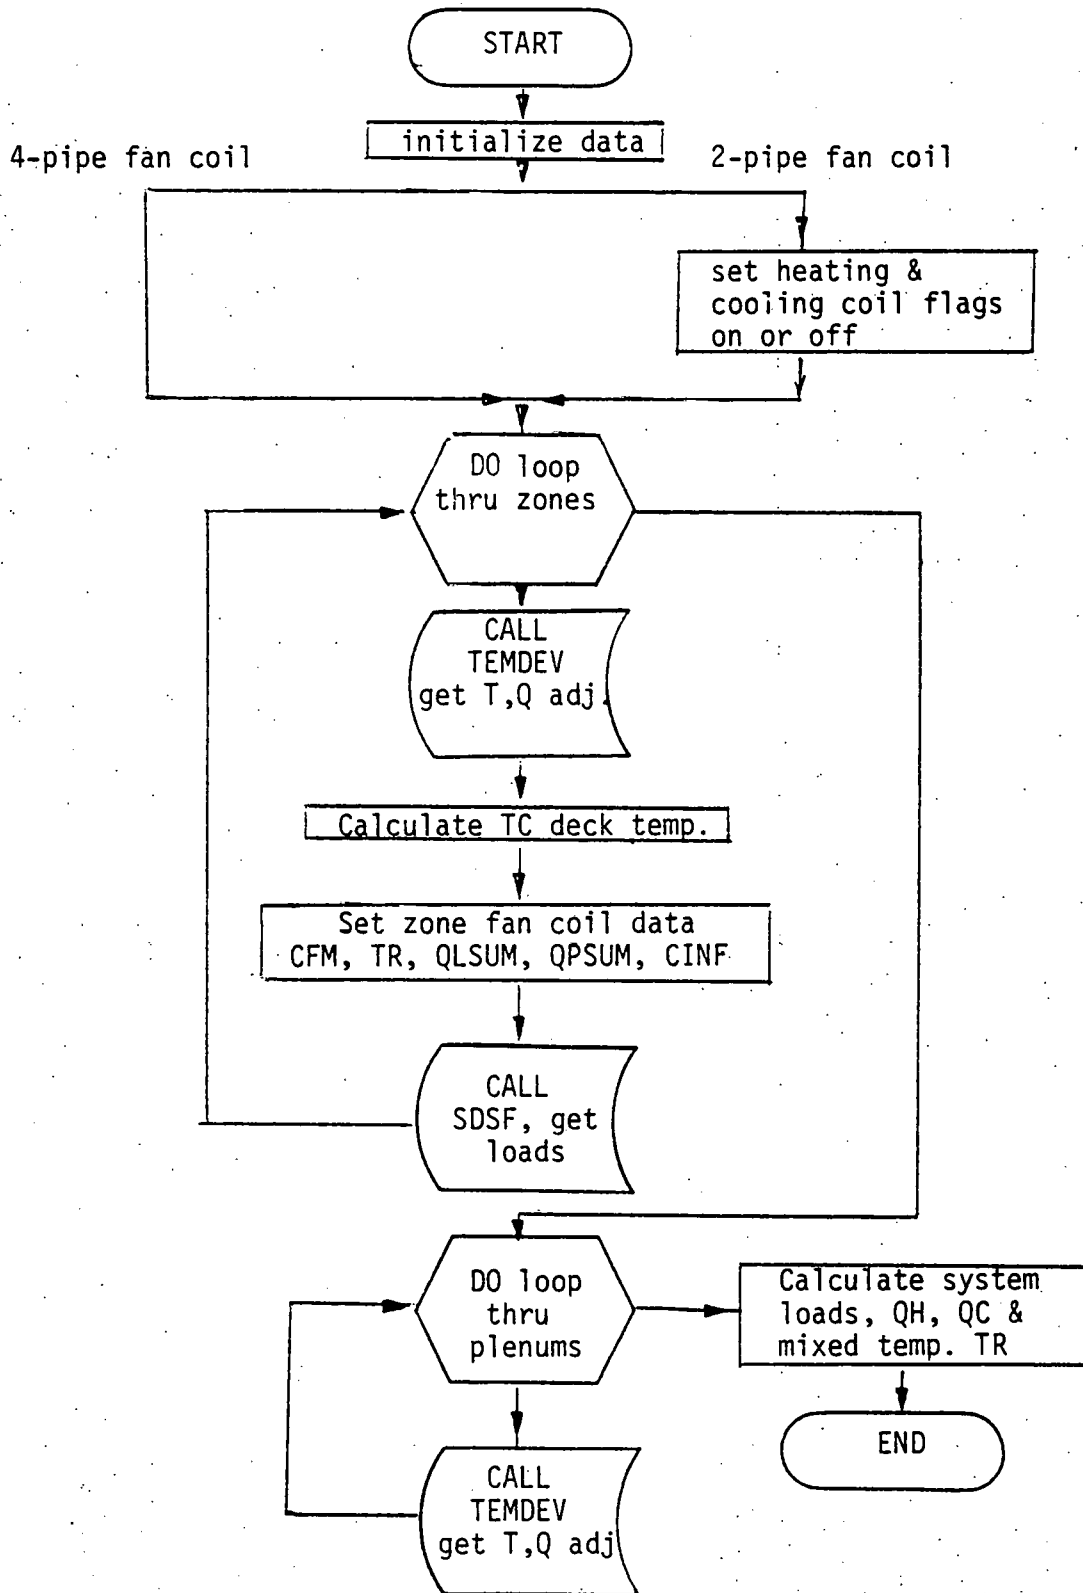 START
initialize data
4-pipe fan coil
2-pipe fan coil
set heating &
cooling coil flags
on or off
DO loop
thru zones
CALL
TEMDEV
get T,Q adj.
Calculate TC deck temp.
Set zone fan coil data
CFM, TR, QLSUM, QPSUM, CINF
CALL
SDSF, get
loads
DO loop
thru
plenums
Calculate system
loads, QH, QC &
mixed temp. TR
END
CALL
TEMDEV
get T,Q adj